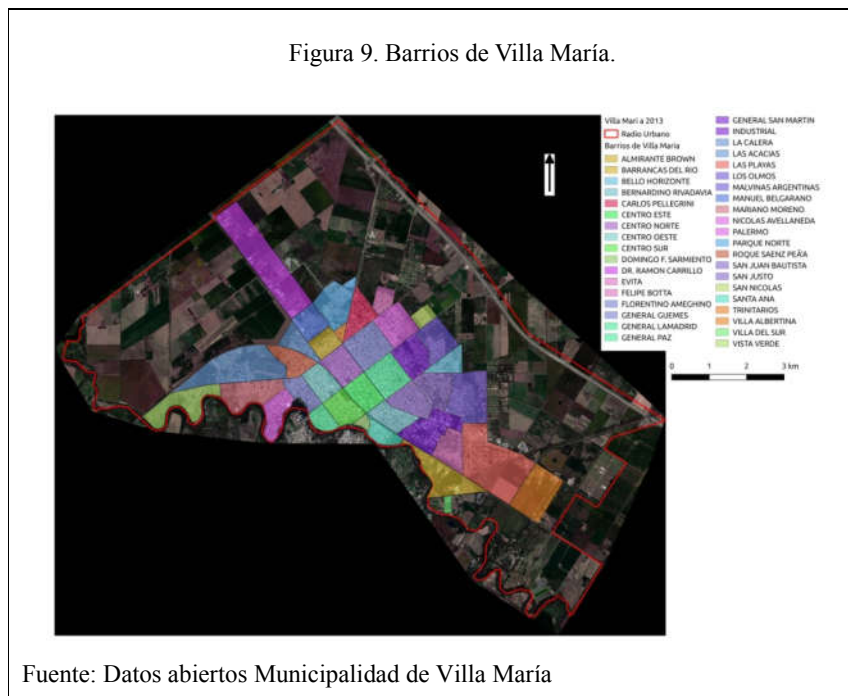 Figura 9. Barrios de Villa María.
Villa Mari a 2013
Radio Urbano
Barrios de Villa Maria
ALMIRANTE BROWN
BARRANCAS DEL RIO
BELLO HORIZONTE
BERNARDINO RIVADAVIA
CARLOS PELLEGRINI
CENTRO ESTE
CENTRO NORTE
CENTRO OESTE
CENTRO SUR
DOMINGO F. SARMIENTO
DR. RAMON CARRILLO
EVITA
FELIPE BOTTA
FLORENTINO AMEGHINO
GENERAL GUEMES
GENERAL LAMADRID
GENERAL PAZ
GENERAL SAN MARTIN
INDUSTRIAL
LA CALERA
LAS ACACIAS
LAS PLAYAS
LOS OLMOS
MALVINAS ARGENTINAS
MANUEL BELGARANO
MARIANO MORENO
NICOLAS AVELLANEDA
PALERMO
PARQUE NORTE
ROQUE SAENZ PEÃ'A
SAN JUAN BAUTISTA
SAN JUSTO
SAN NICOLAS
SANTA ANA
TRINITARIOS
VILLA ALBERTINA
VILLA DEL SUR
VISTA VERDE
0 1 2 3 km
Fuente: Datos abiertos Municipalidad de Villa María